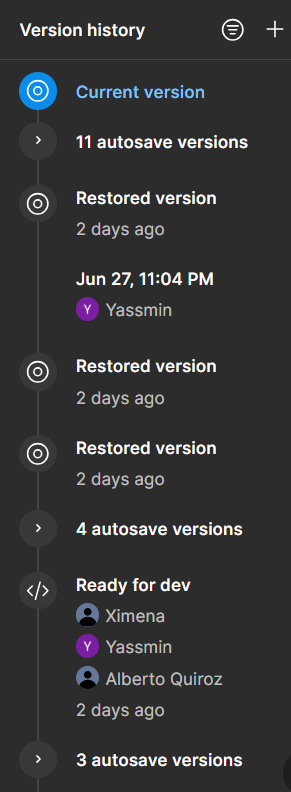 Version history
Current version
11 autosave versions
Restored version
2 days ago
Jun 27, 11:04 PM
Y Yassmin
Restored version
2 days ago
Restored version
2 days ago
4 autosave versions
Ready for dev
Ximena
Y Yassmin
Alberto Quiroz
2 days ago
3 autosave versions